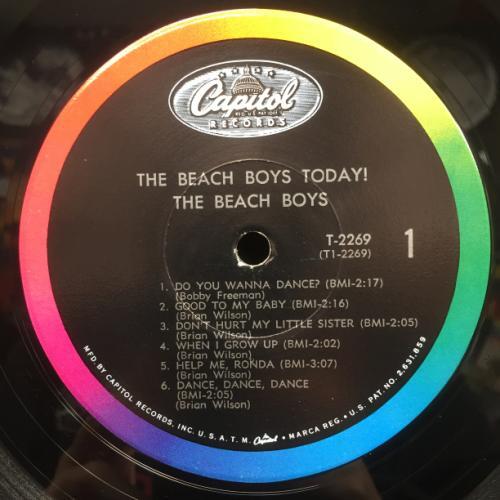 Capitol
RECORDS
THE BEACH BOYS TODAY!
THE BEACH BOYS
T-2269
(T1-2269)
1
1. DO YOU WANNA DANCE? (BMI-2:17)
(Bobby Freeman)
2. GOOD TO MY BABY (BMI-2:16)
(Brian Wilson)
3. DON'T HURT MY LITTLE SISTER (BMI-2:05)
(Brian Wilson)
4. WHEN I GROW UP (BMI-2:02)
(Brian Wilson)
5. HELP ME, RONDA (BMI-3:07)
(Brian Wilson)
6. DANCE, DANCE, DANCE
(BMI-2:05)
(Brian Wilson)
MFD. BY CAPITOL RECORDS, INC. U. S. A. T. M. Capitol • MARCA REG. • U. S. PAT. NO. 2,631,859